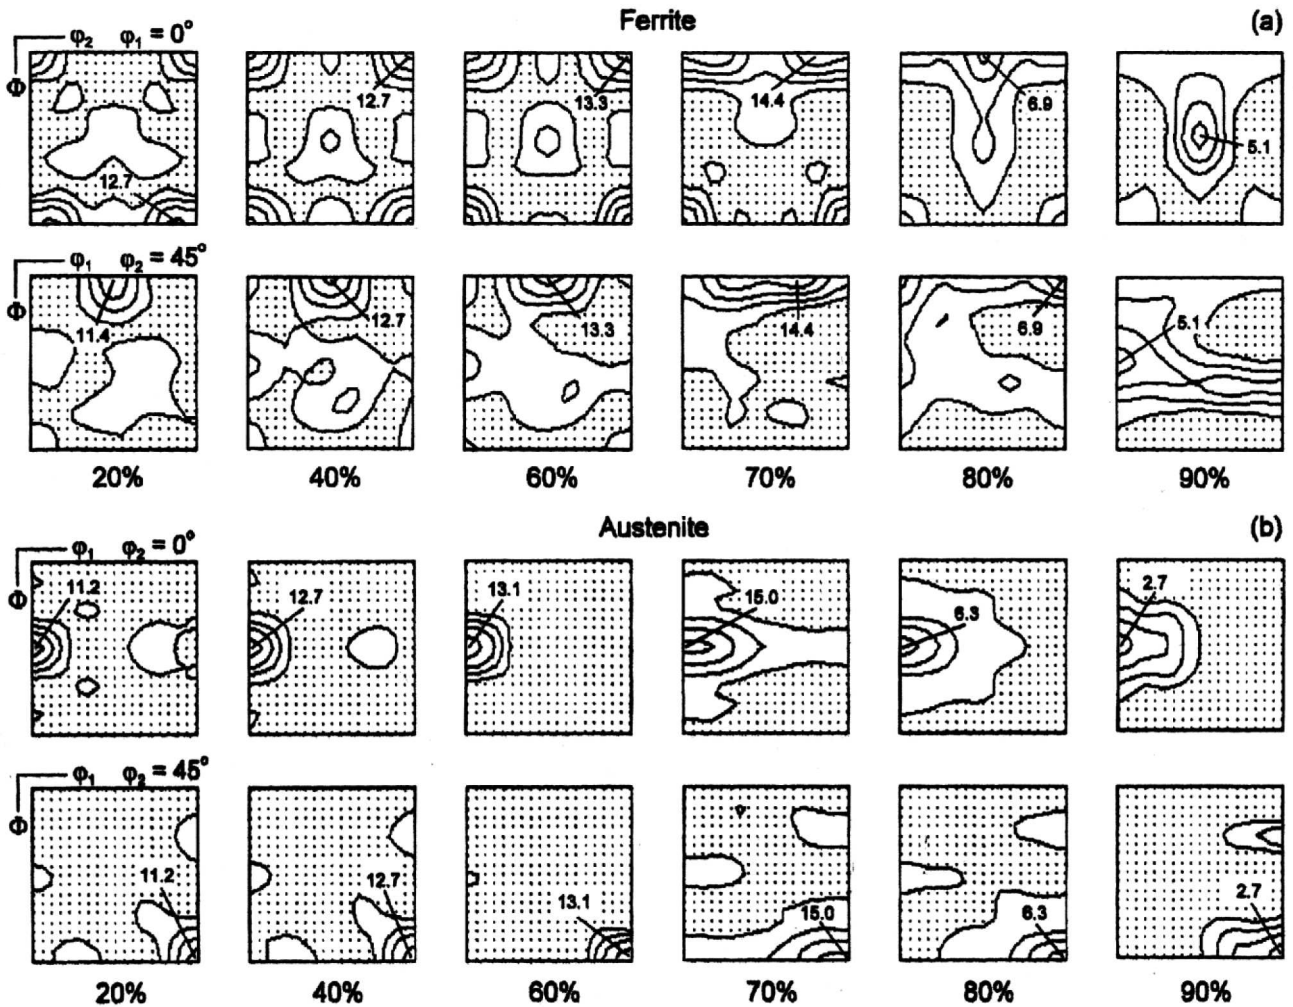 Ferrite (a)
φ₂ φ₁ = 0°
Φ
12.7 12.7 13.3 14.4 6.9 5.1
φ₁ φ₂ = 45°
Φ
11.4 12.7 13.3 14.4 6.9 5.1
20% 40% 60% 70% 80% 90%
Austenite (b)
φ₁ φ₂ = 0°
Φ
11.2 12.7 13.1 15.0 6.3 2.7
φ₁ φ₂ = 45°
Φ
11.2 12.7 13.1 15.0 6.3 2.7
20% 40% 60% 70% 80% 90%